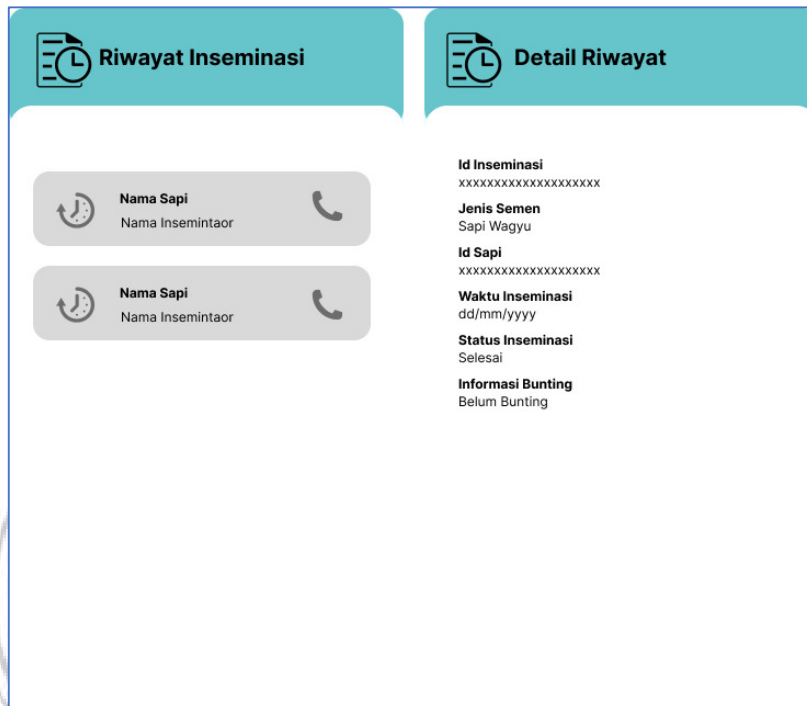 Riwayat Inseminasi
Nama Sapi
Nama Insemintaor
Nama Sapi
Nama Insemintaor
Detail Riwayat
Id Inseminasi
xxxxxxxxxxxxxxxxxxxx
Jenis Semen
Sapi Wagyu
Id Sapi
xxxxxxxxxxxxxxxxxxxx
Waktu Inseminasi
dd/mm/yyyy
Status Inseminasi
Selesai
Informasi Bunting
Belum Bunting